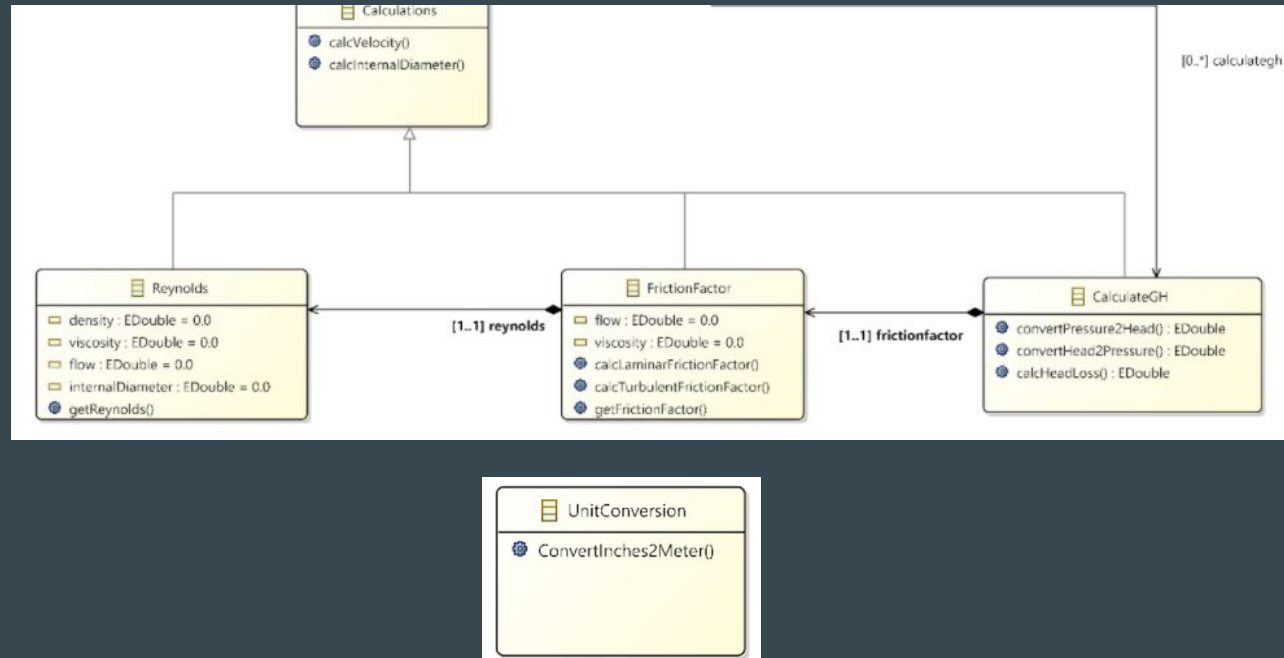 Calculations
calcVelocity()
calcInternalDiameter()
[0..*] calculategh
Reynolds
density : EDouble = 0.0
viscosity : EDouble = 0.0
flow : EDouble = 0.0
internalDiameter : EDouble = 0.0
getReynolds()
[1..1] reynolds
FrictionFactor
flow : EDouble = 0.0
viscosity : EDouble = 0.0
calcLaminarFrictionFactor()
calcTurbulentFrictionFactor()
getFrictionFactor()
[1..1] frictionfactor
CalculateGH
convertPressure2Head() : EDouble
convertHead2Pressure() : EDouble
calcHeadLoss() : EDouble
UnitConversion
ConvertInches2Meter()